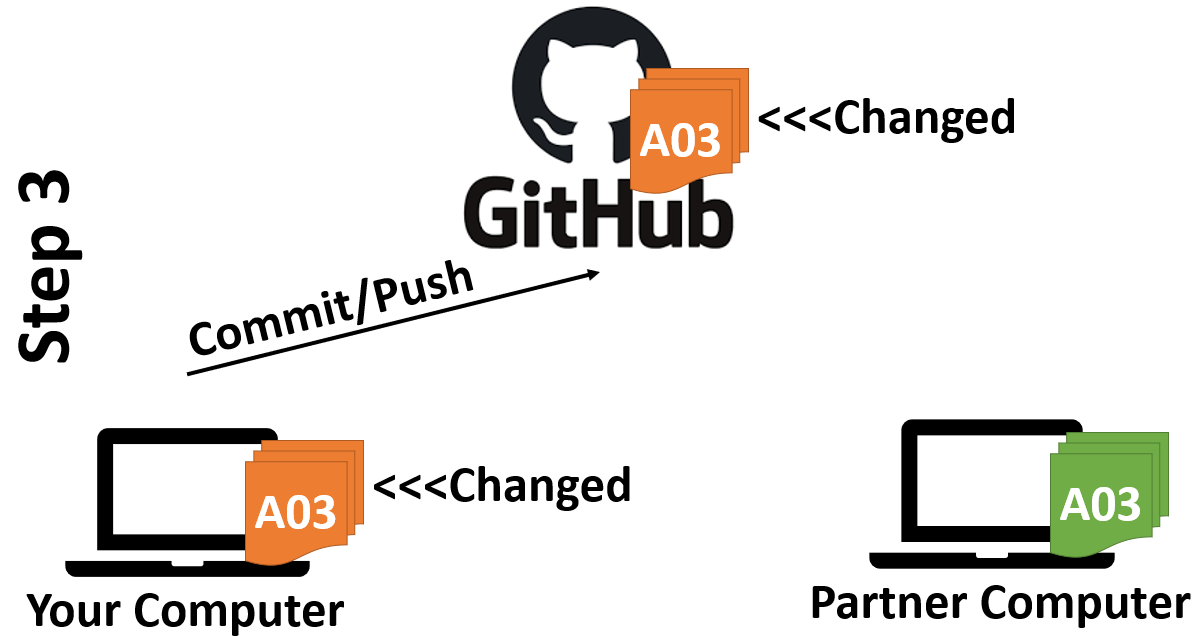 Step 3
A03
<<<Changed
GitHub
Commit/Push
A03
<<<Changed
Your Computer
A03
Partner Computer